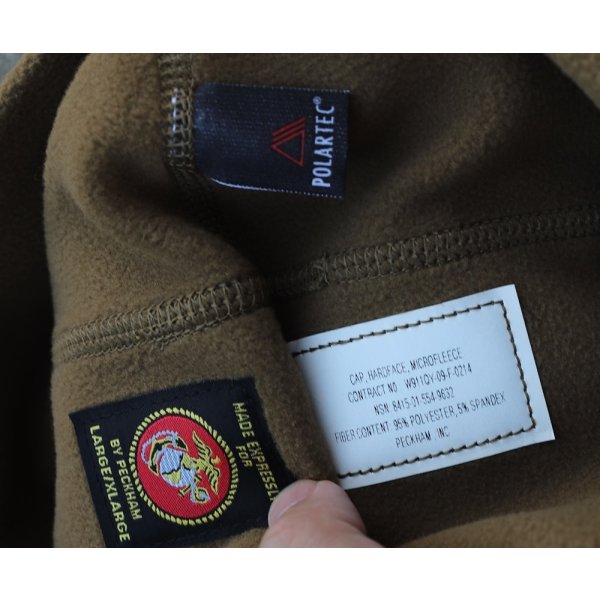 POLARTEC®
CAP, HARDFACE, MICROFLEECE
CONTRACT NO. W911QY-09-F-0214
NSN: 8415-01-554-9632
FIBER CONTENT: 95% POLYESTER, 5% SPANDEX
PECKHAM, INC.
MADE EXPRESSL
FOR
BY PECKHAM
LARGE/XLARGE